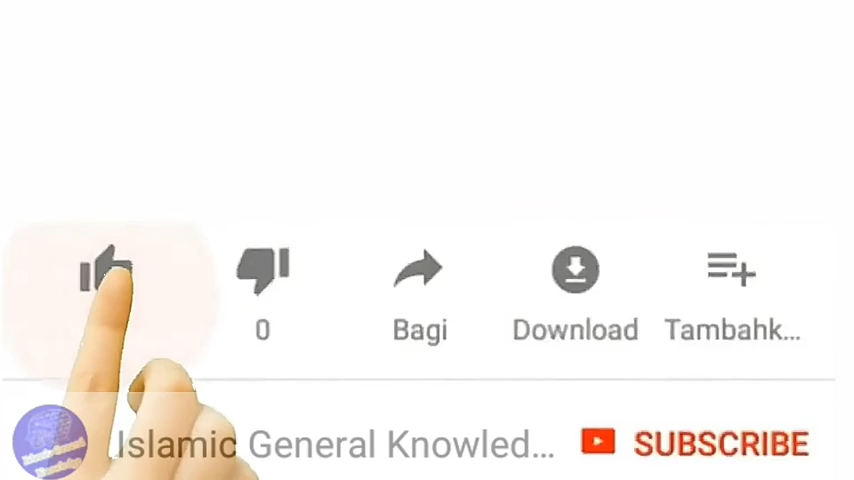 0 Bagi Download Tambahk...
Islamic General Knowled... SUBSCRIBE